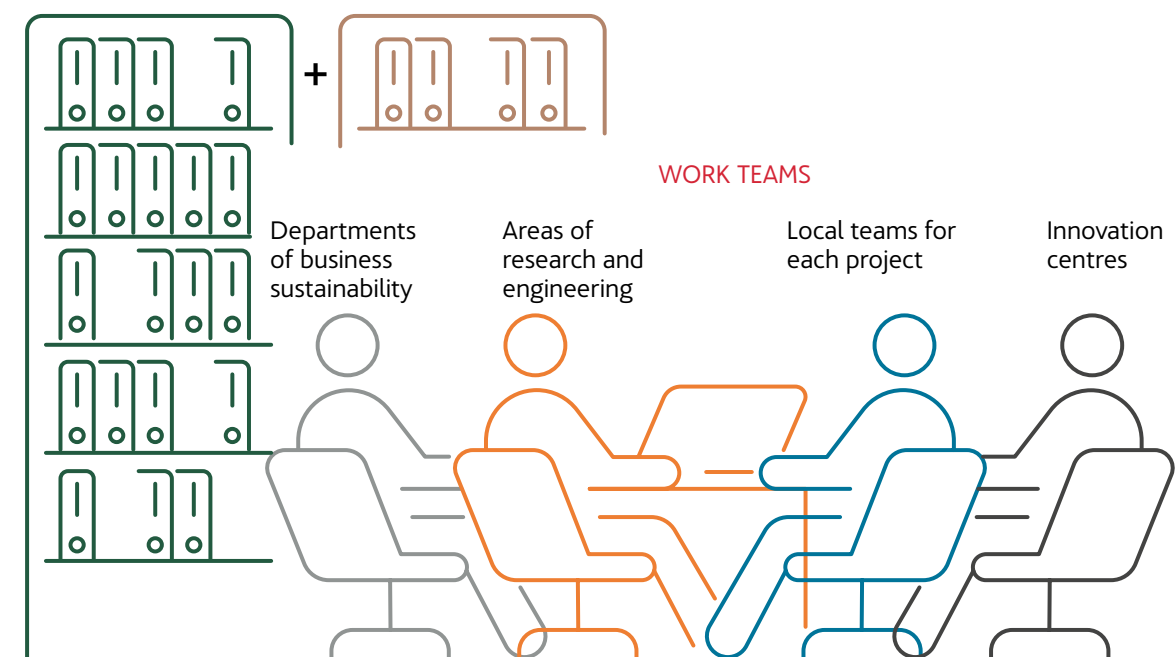 +
WORK TEAMS
Departments
of business
sustainability
Areas of
research and
engineering
Local teams for
each project
Innovation
centres